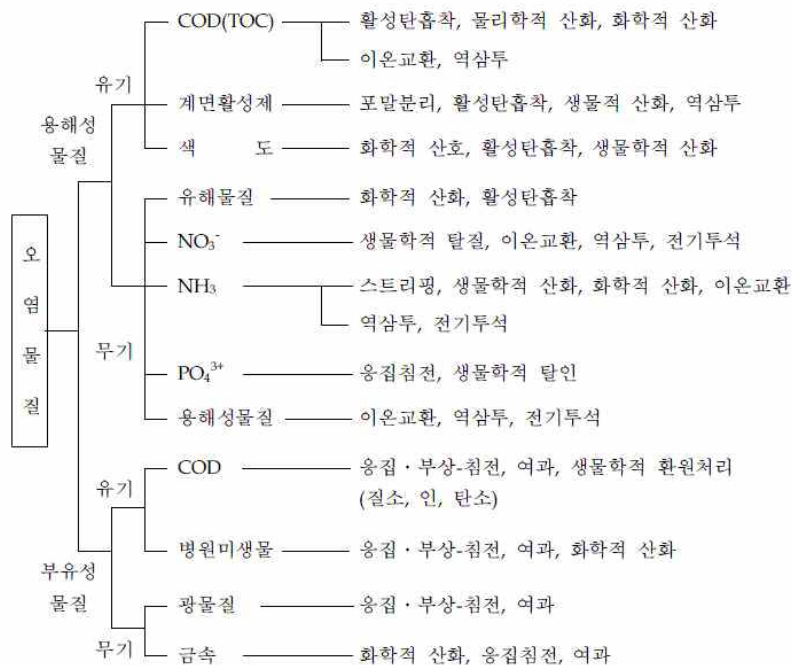 COD(TOC) 활성탄흡착, 물리학적 산화, 화학적 산화
이온교환, 역삼투
유기
계면활성제 포말분리, 활성탄흡착, 생물적 산화, 역삼투
용해성
물질
색 도 화학적 산호, 활성탄흡착, 생물학적 산화
유해물질 화학적 산화, 활성탄흡착
NO₃⁻ 생물학적 탈질, 이온교환, 역삼투, 전기투석
오염물질
NH₃ 스트리핑, 생물학적 산화, 화학적 산화, 이온교환
역삼투, 전기투석
무기
PO₄³⁺ 응집침전, 생물학적 탈인
용해성물질 이온교환, 역삼투, 전기투석
COD 응집・부상-침전, 여과, 생물학적 환원처리
유기
(질소, 인, 탄소)
병원미생물 응집・부상-침전, 여과, 화학적 산화
부유성
물질
광물질 응집・부상-침전, 여과
무기
금속 화학적 산화, 응집침전, 여과